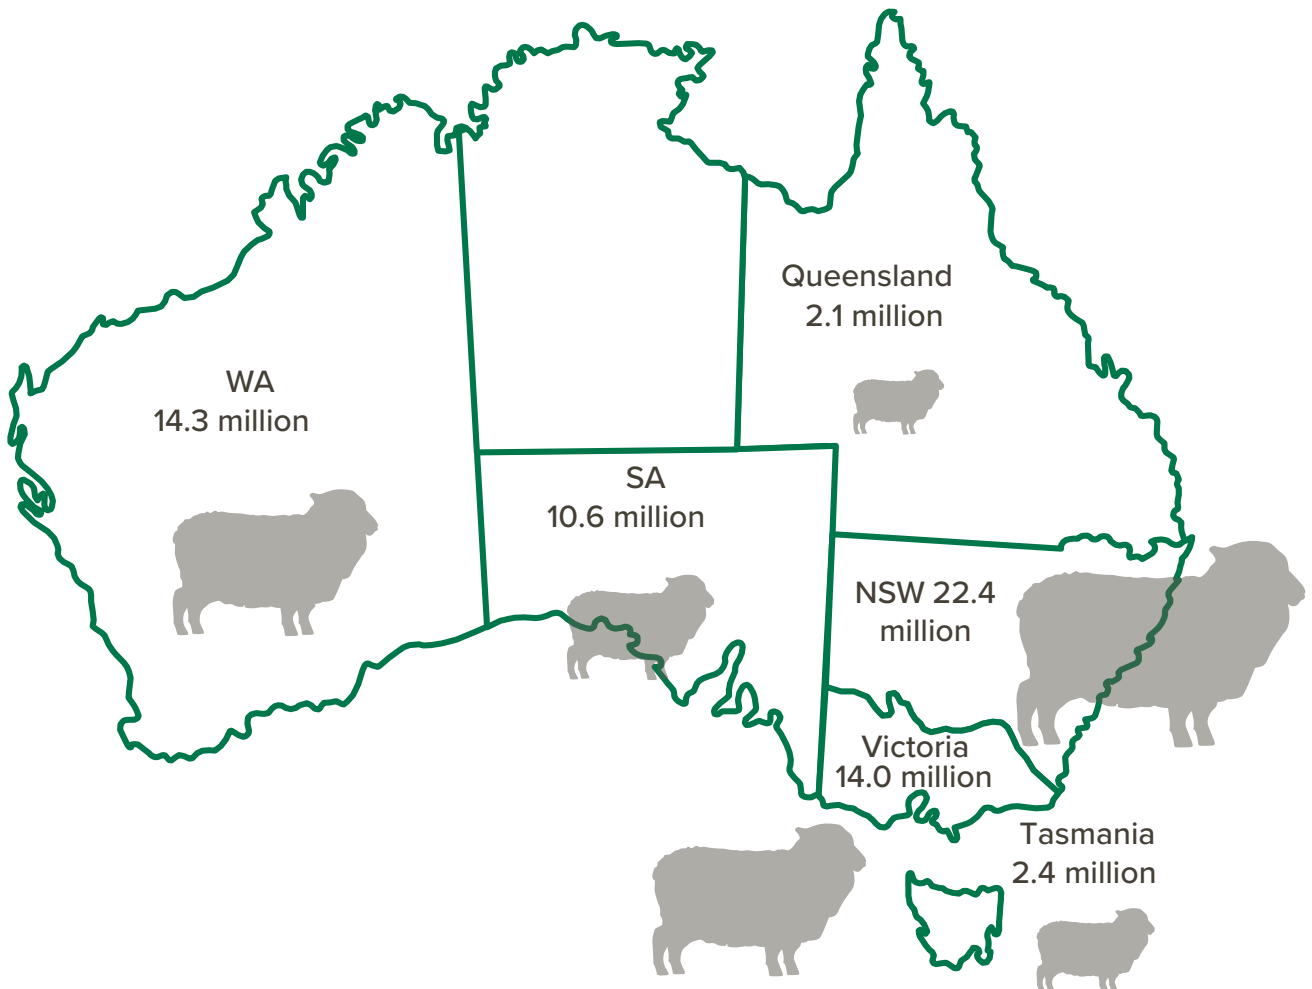 Queensland
2.1 million
WA
14.3 million
SA
10.6 million
NSW 22.4
million
Victoria
14.0 million
Tasmania
2.4 million